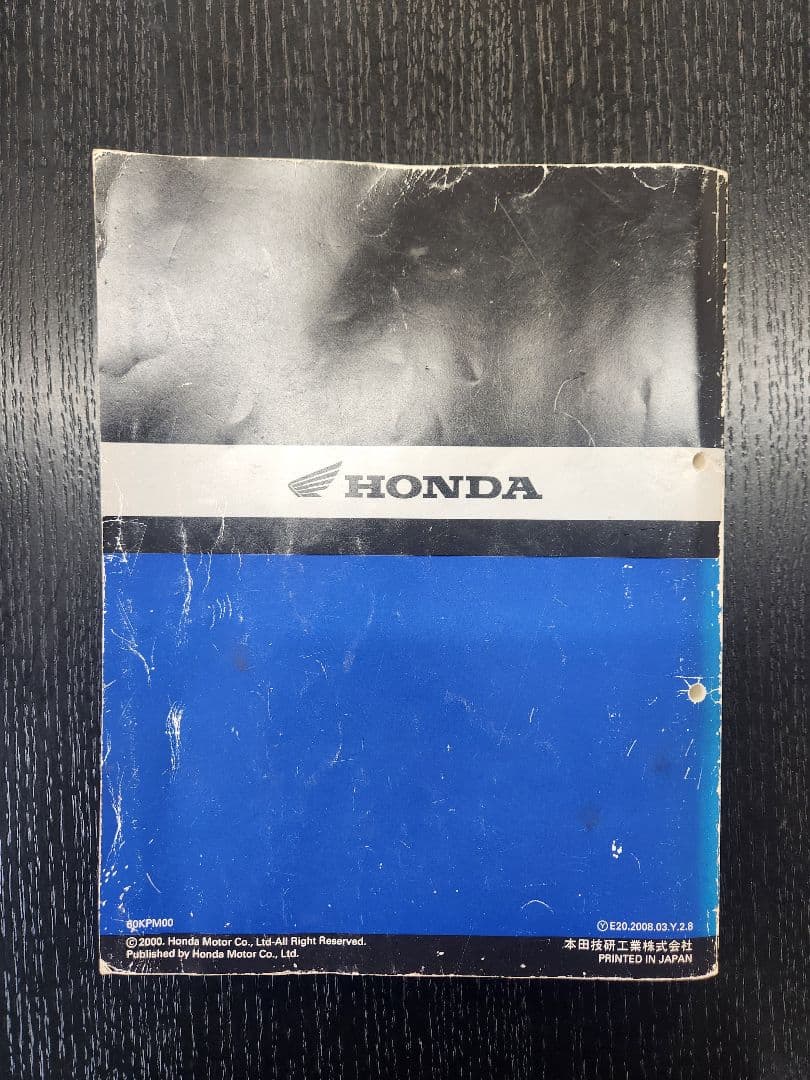 HONDA
60KPM00
ⓎE20.2008.03.Y.2.8
©2000. Honda Motor Co., Ltd-All Right Reserved.
本田技研工業株式会社
Published by Honda Motor Co., Ltd.
PRINTED IN JAPAN